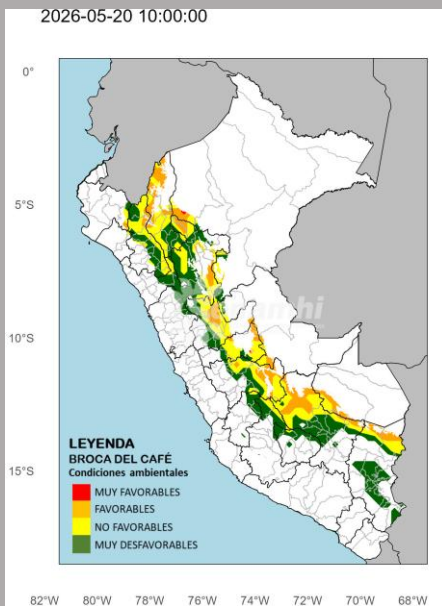 2026-05-20 10:00:00
0°
5°S
10°S
15°S
senamhi
LEYENDA
BROCA DEL CAFÉ
Condiciones ambientales
MUY FAVORABLES
FAVORABLES
NO FAVORABLES
MUY DESFAVORABLES
82°W 80°W 78°W 76°W 74°W 72°W 70°W 68°W